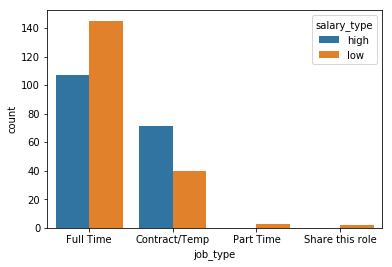 140
120
100
80
60
40
20
0
count
salary_type
high
low
Full Time Contract/Temp Part Time Share this role
job_type